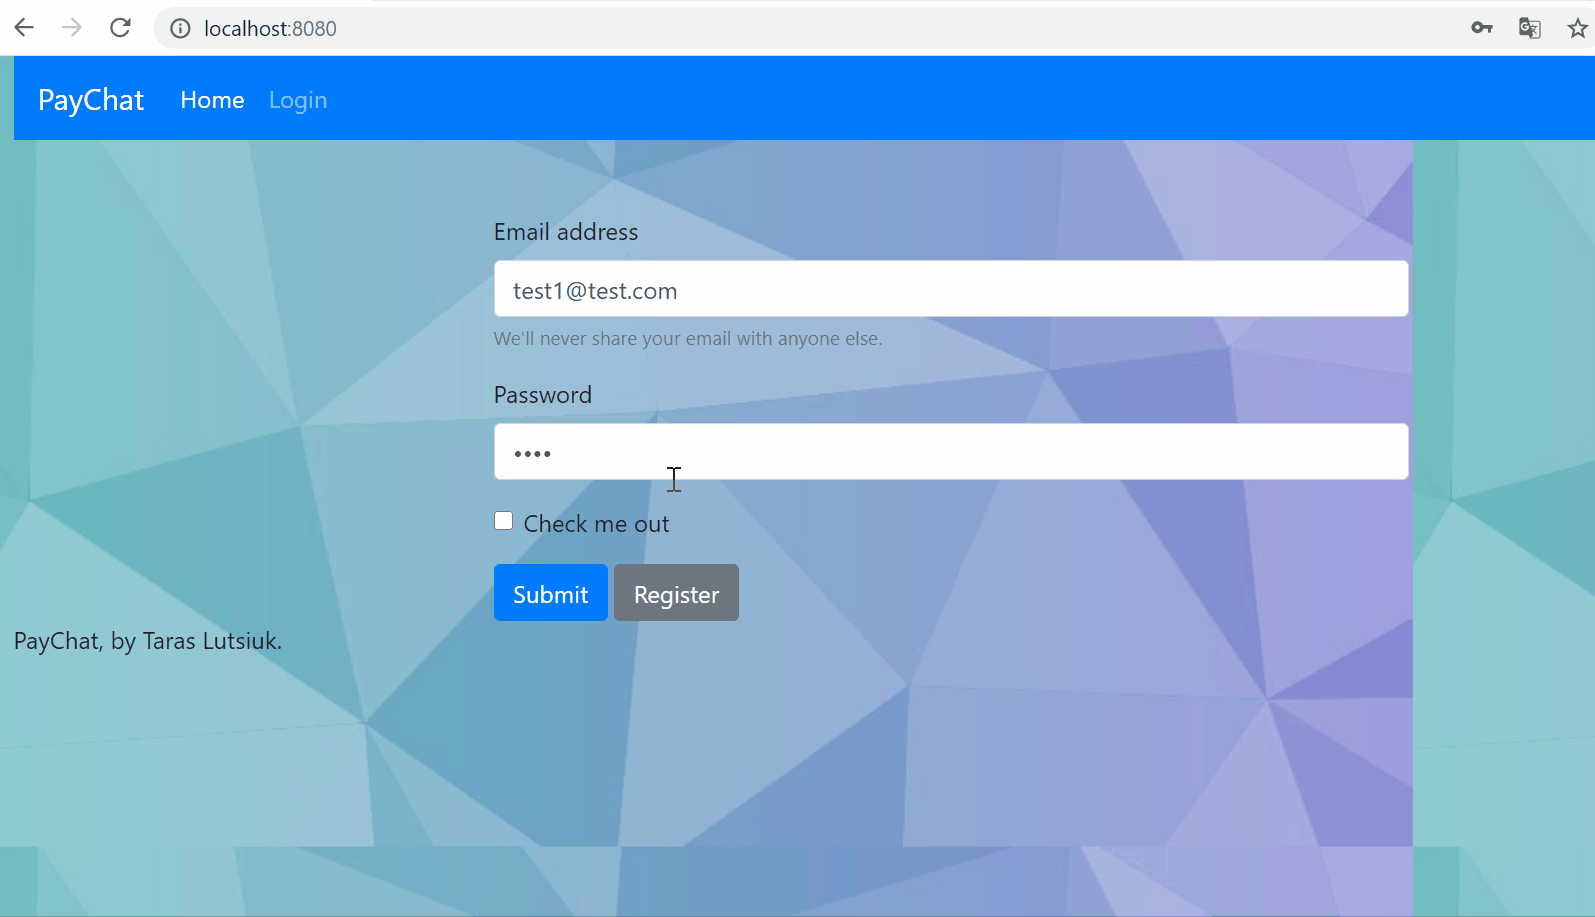 localhost:8080
PayChat Home Login
Email address
test1@test.com
We'll never share your email with anyone else.
Password
••••
Check me out
Submit Register
PayChat, by Taras Lutsiuk.